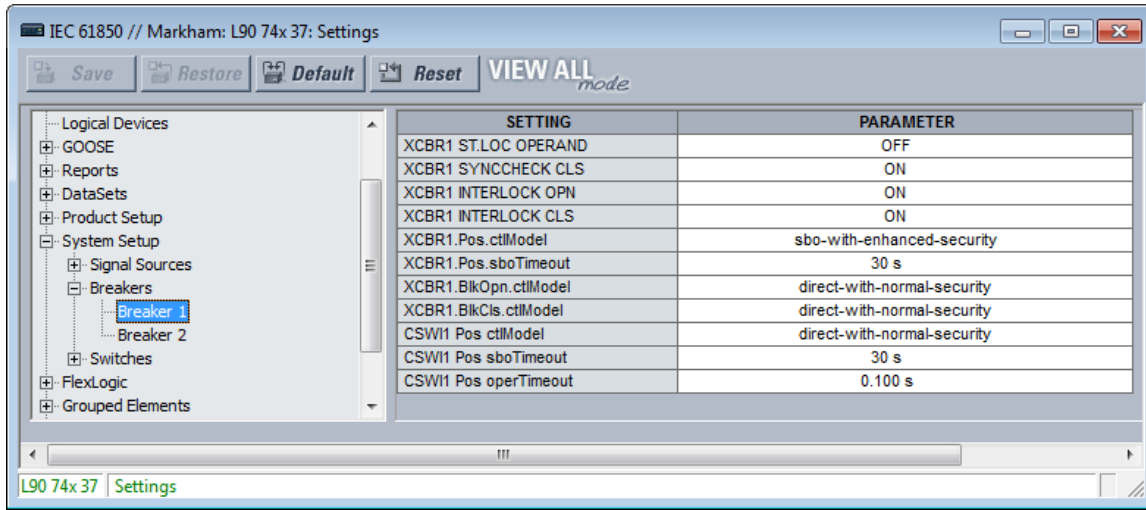 IEC 61850 // Markham: L90 74x 37: Settings
Save Restore Default Reset VIEW ALL mode
Logical Devices
GOOSE
Reports
DataSets
Product Setup
System Setup
Signal Sources
Breakers
Breaker 1
Breaker 2
Switches
FlexLogic
Grouped Elements
SETTING PARAMETER
XCBR1 ST.LOC OPERAND OFF
XCBR1 SYNCCHECK CLS ON
XCBR1 INTERLOCK OPN ON
XCBR1 INTERLOCK CLS ON
XCBR1.Pos.ctlModel sbo-with-enhanced-security
XCBR1.Pos.sboTimeout 30 s
XCBR1.BlkOpn.ctlModel direct-with-normal-security
XCBR1.BlkCls.ctlModel direct-with-normal-security
CSWI1 Pos ctlModel direct-with-normal-security
CSWI1 Pos sboTimeout 30 s
CSWI1 Pos operTimeout 0.100 s
L90 74x 37 Settings